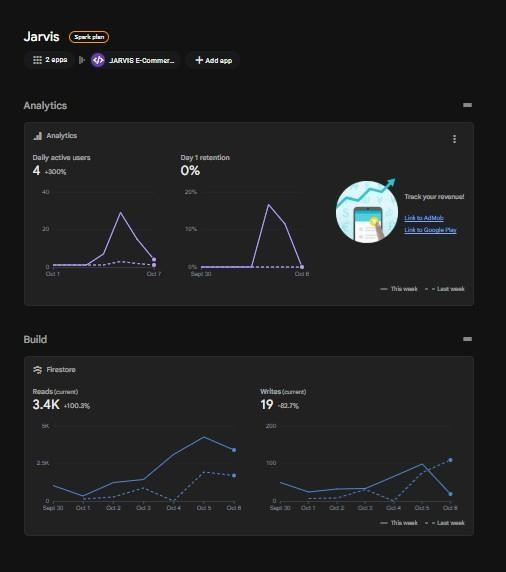 Jarvis Spark plan
2 apps JARVIS E-Commer... + Add app
Analytics
Analytics
Daily active users
4 +300%
Day 1 retention
0%
40
20
0
Oct 1 Oct 7
20%
10%
0%
Sept 30 Oct 6
Track your revenue!
Link to AdMob
Link to Google Play
This week Last week
Build
Firestore
Reads (current)
3.4K +100.3%
Writes (current)
19 -82.7%
5K
2.5K
0
Sept 30 Oct 1 Oct 2 Oct 3 Oct 4 Oct 5 Oct 6
200
100
0
Sept 30 Oct 1 Oct 2 Oct 3 Oct 4 Oct 5 Oct 6
This week Last week